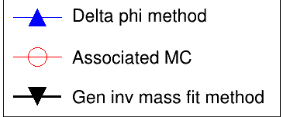 Delta phi method
Associated MC
Gen inv mass fit method